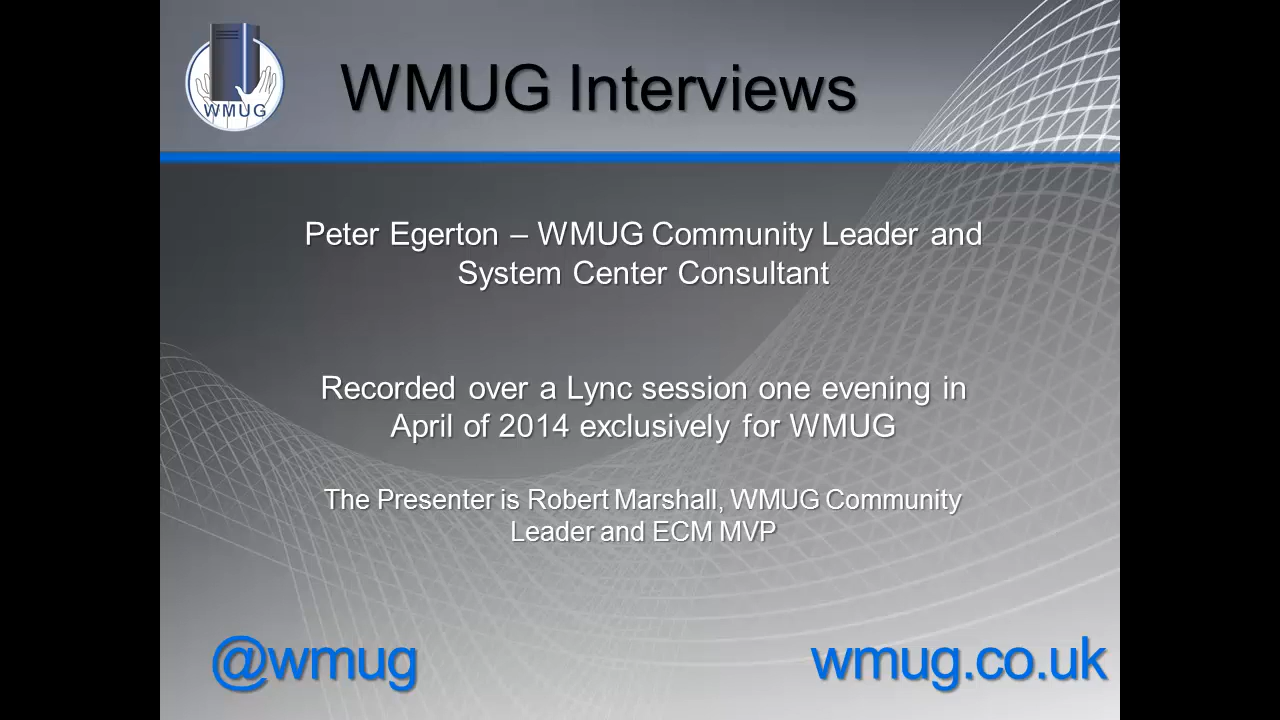 WMUG
WMUG Interviews
Peter Egerton – WMUG Community Leader and
System Center Consultant
Recorded over a Lync session one evening in
April of 2014 exclusively for WMUG
The Presenter is Robert Marshall, WMUG Community
Leader and ECM MVP
@wmug
wmug.co.uk